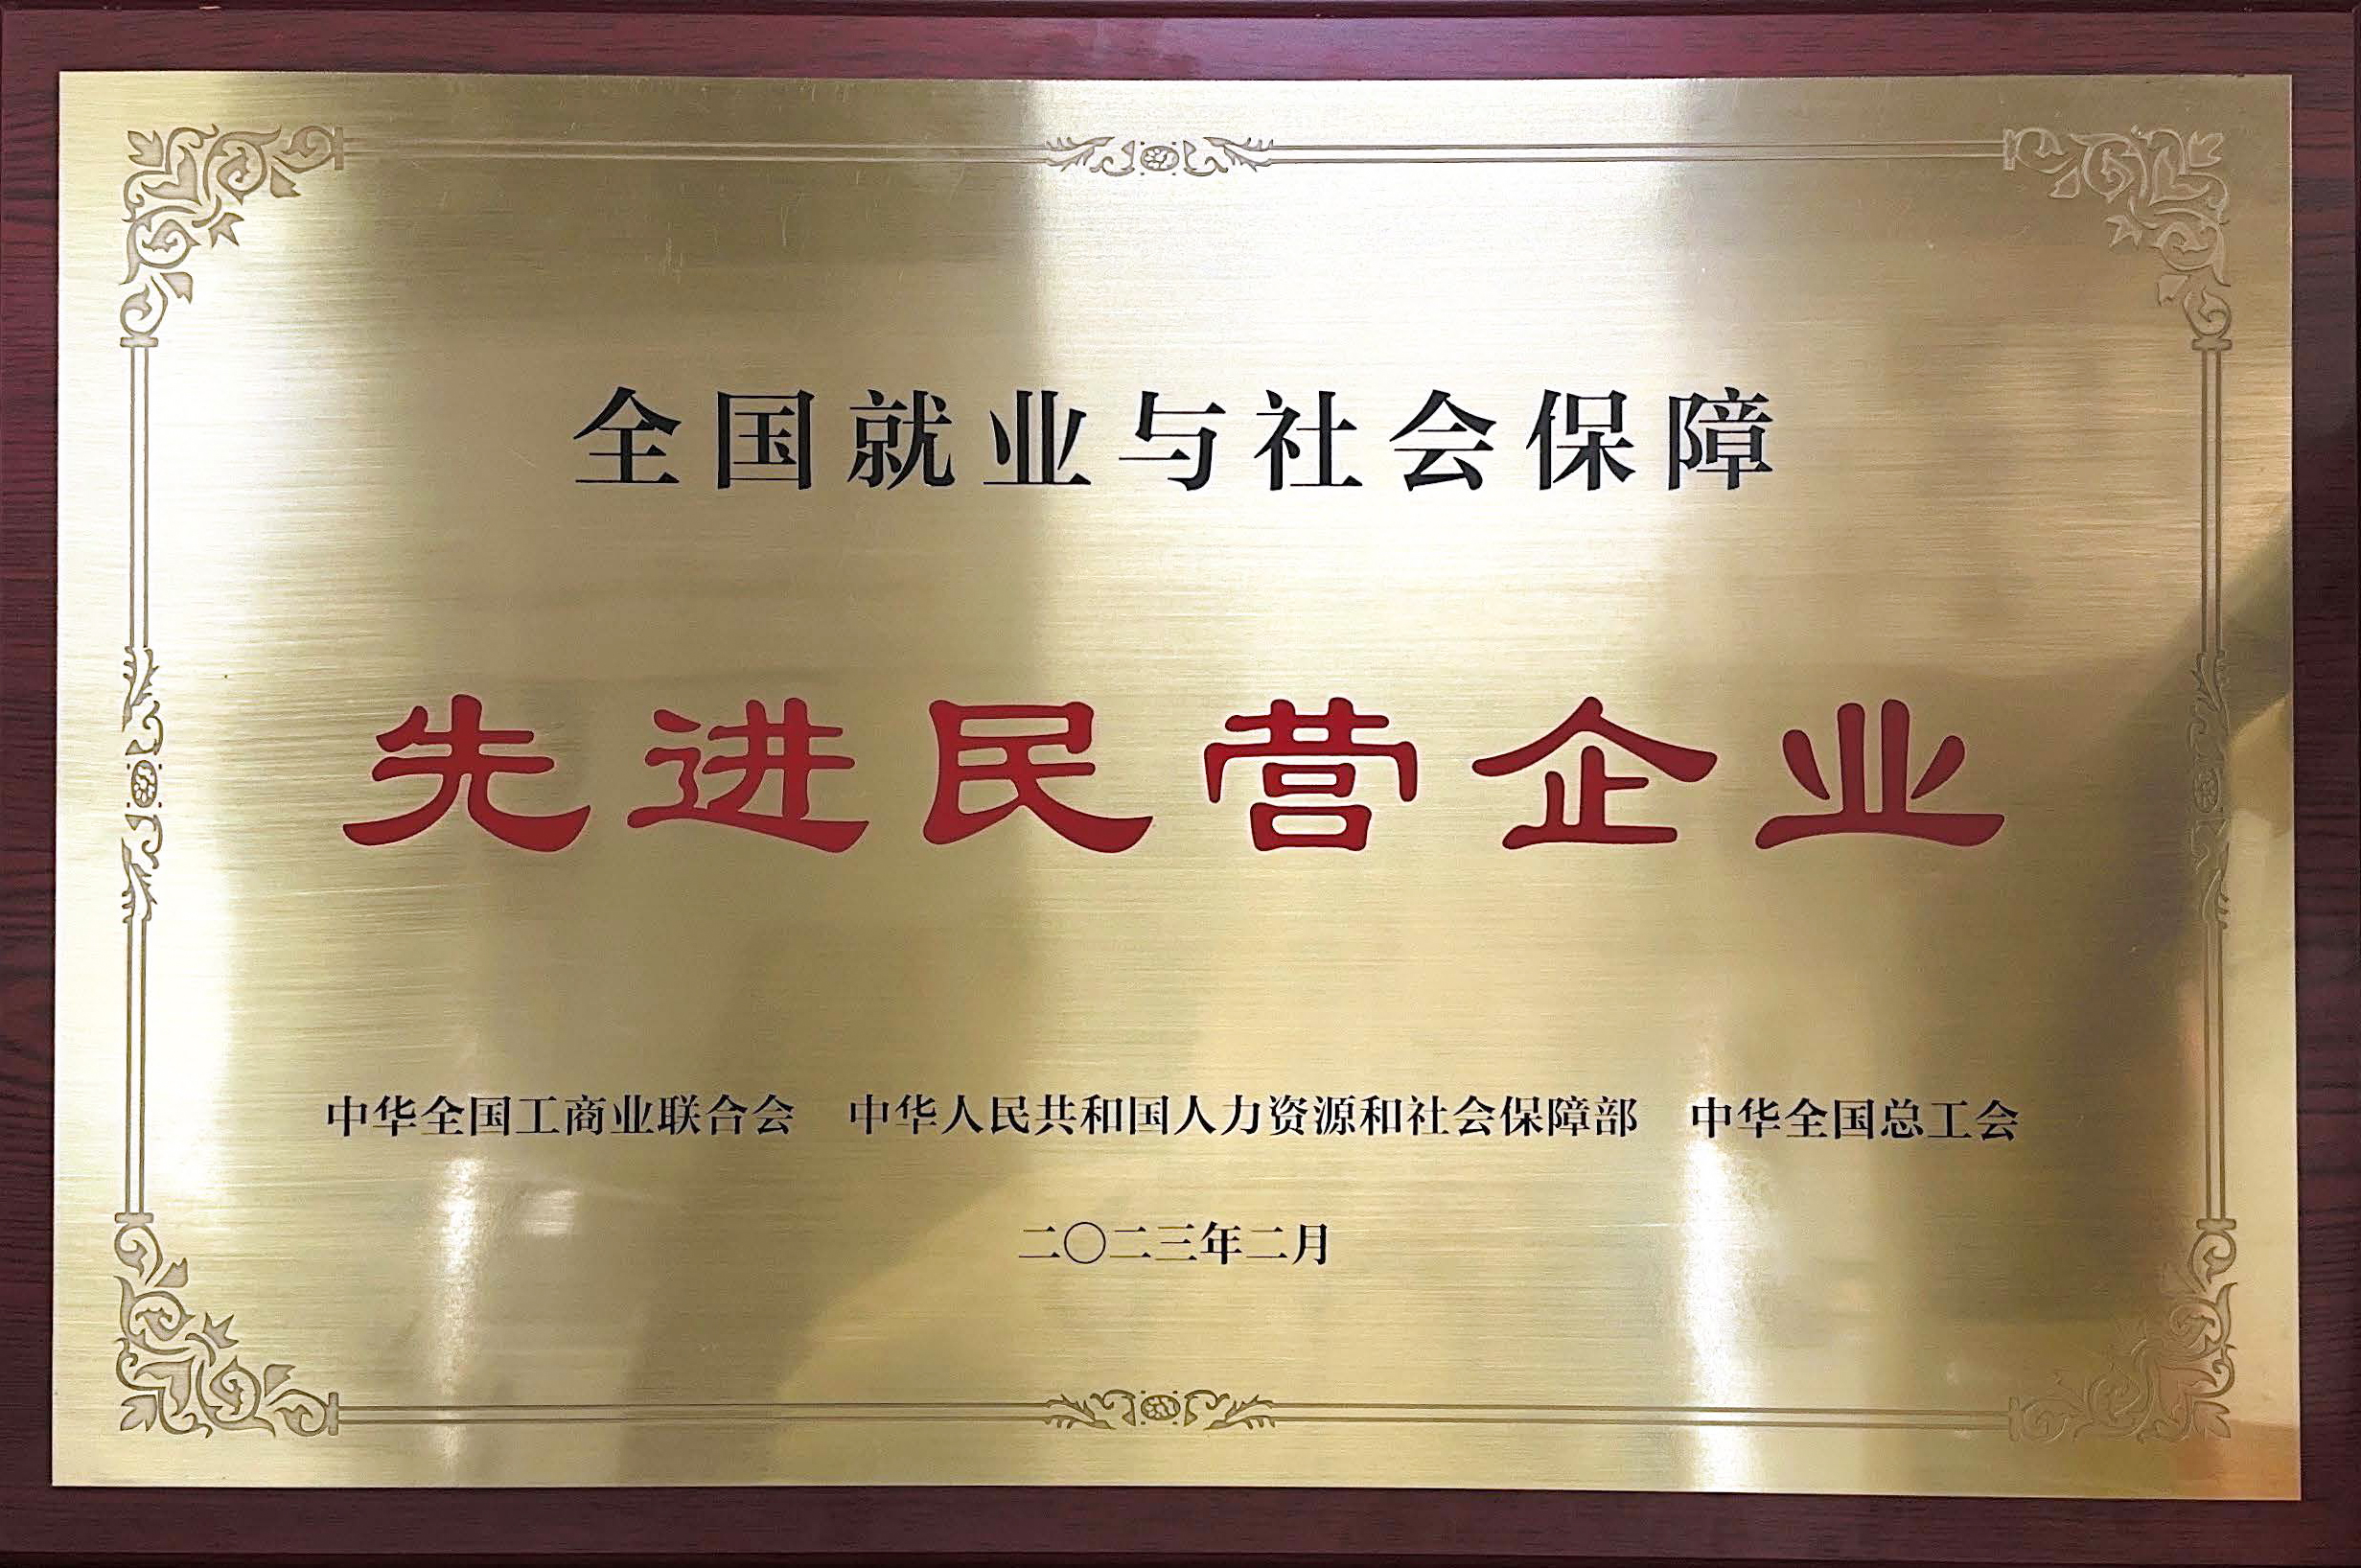 全国就业与社会保障
先进民营企业
中华全国工商业联合会 中华人民共和国人力资源和社会保障部 中华全国总工会
二〇二三年二月